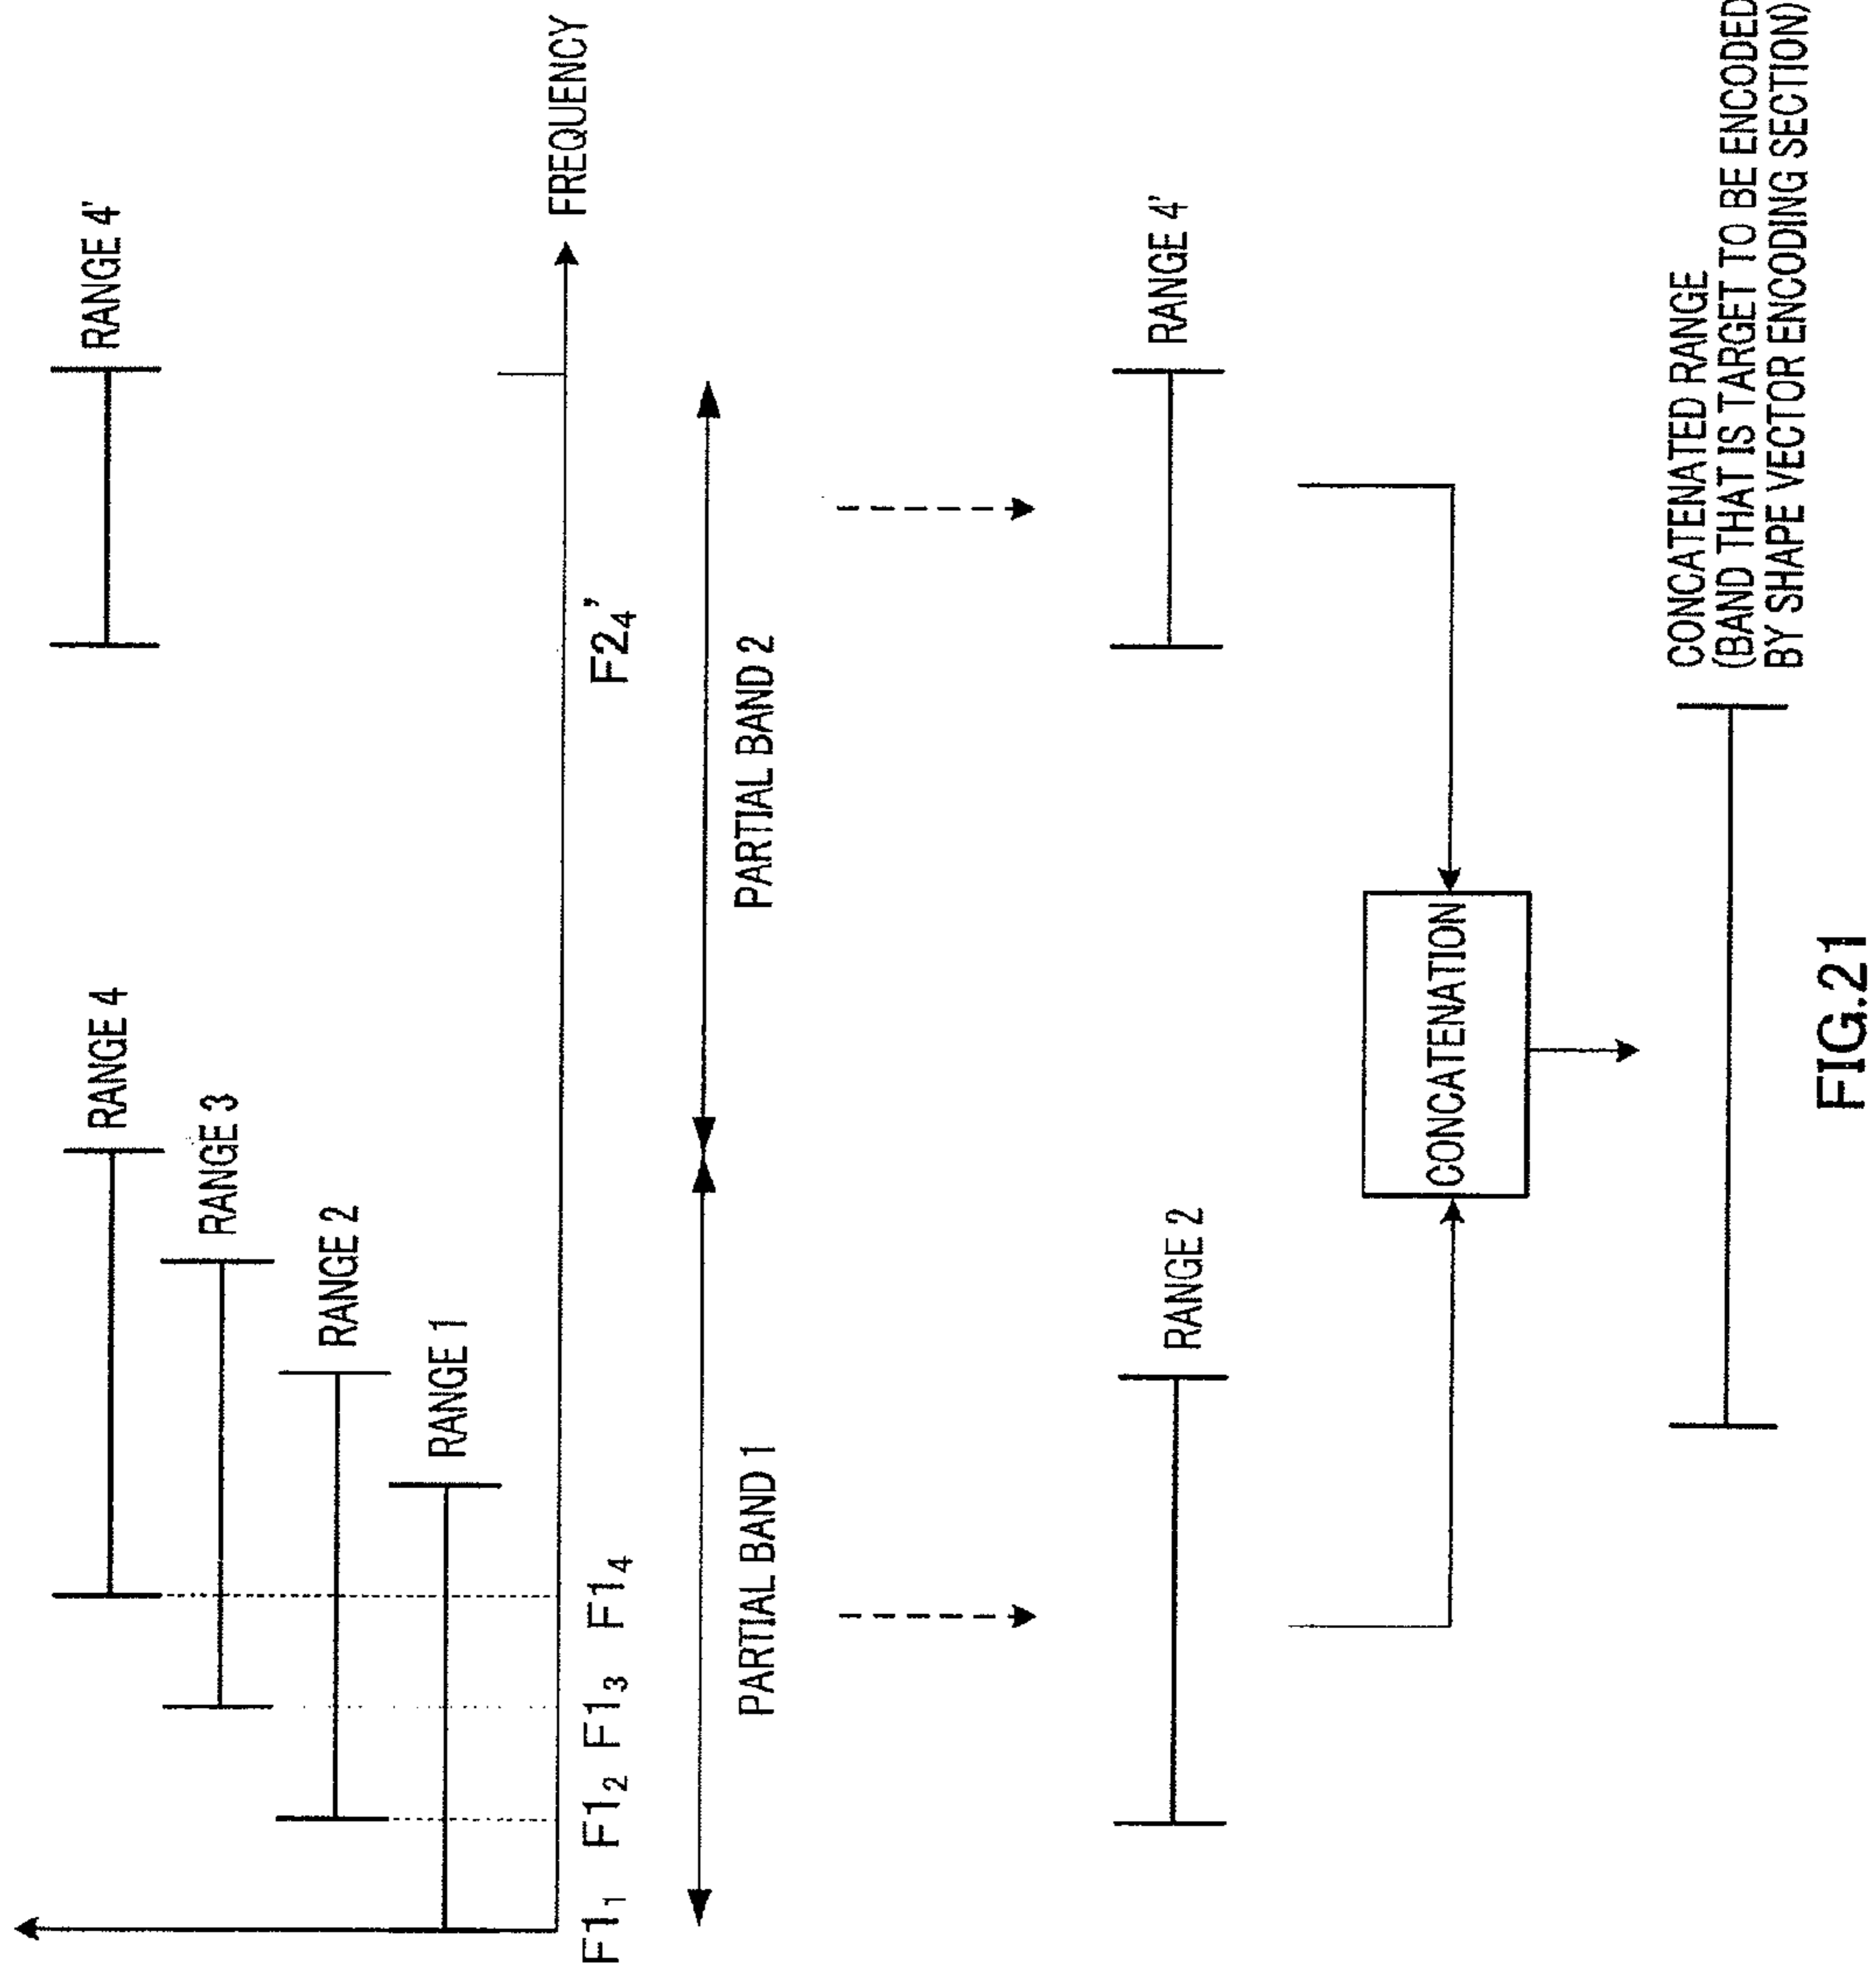 RANGE 4
RANGE 4'
RANGE 3
RANGE 2
RANGE 1
FREQUENCY
F1₁ F1₂ F1₃ F1₄ F2₄'
PARTIAL BAND 1
PARTIAL BAND 2
RANGE 2
RANGE 4'
CONCATENATION
CONCATENATED RANGE
(BAND THAT IS TARGET TO BE ENCODED
BY SHAPE VECTOR ENCODING SECTION)
FIG.21